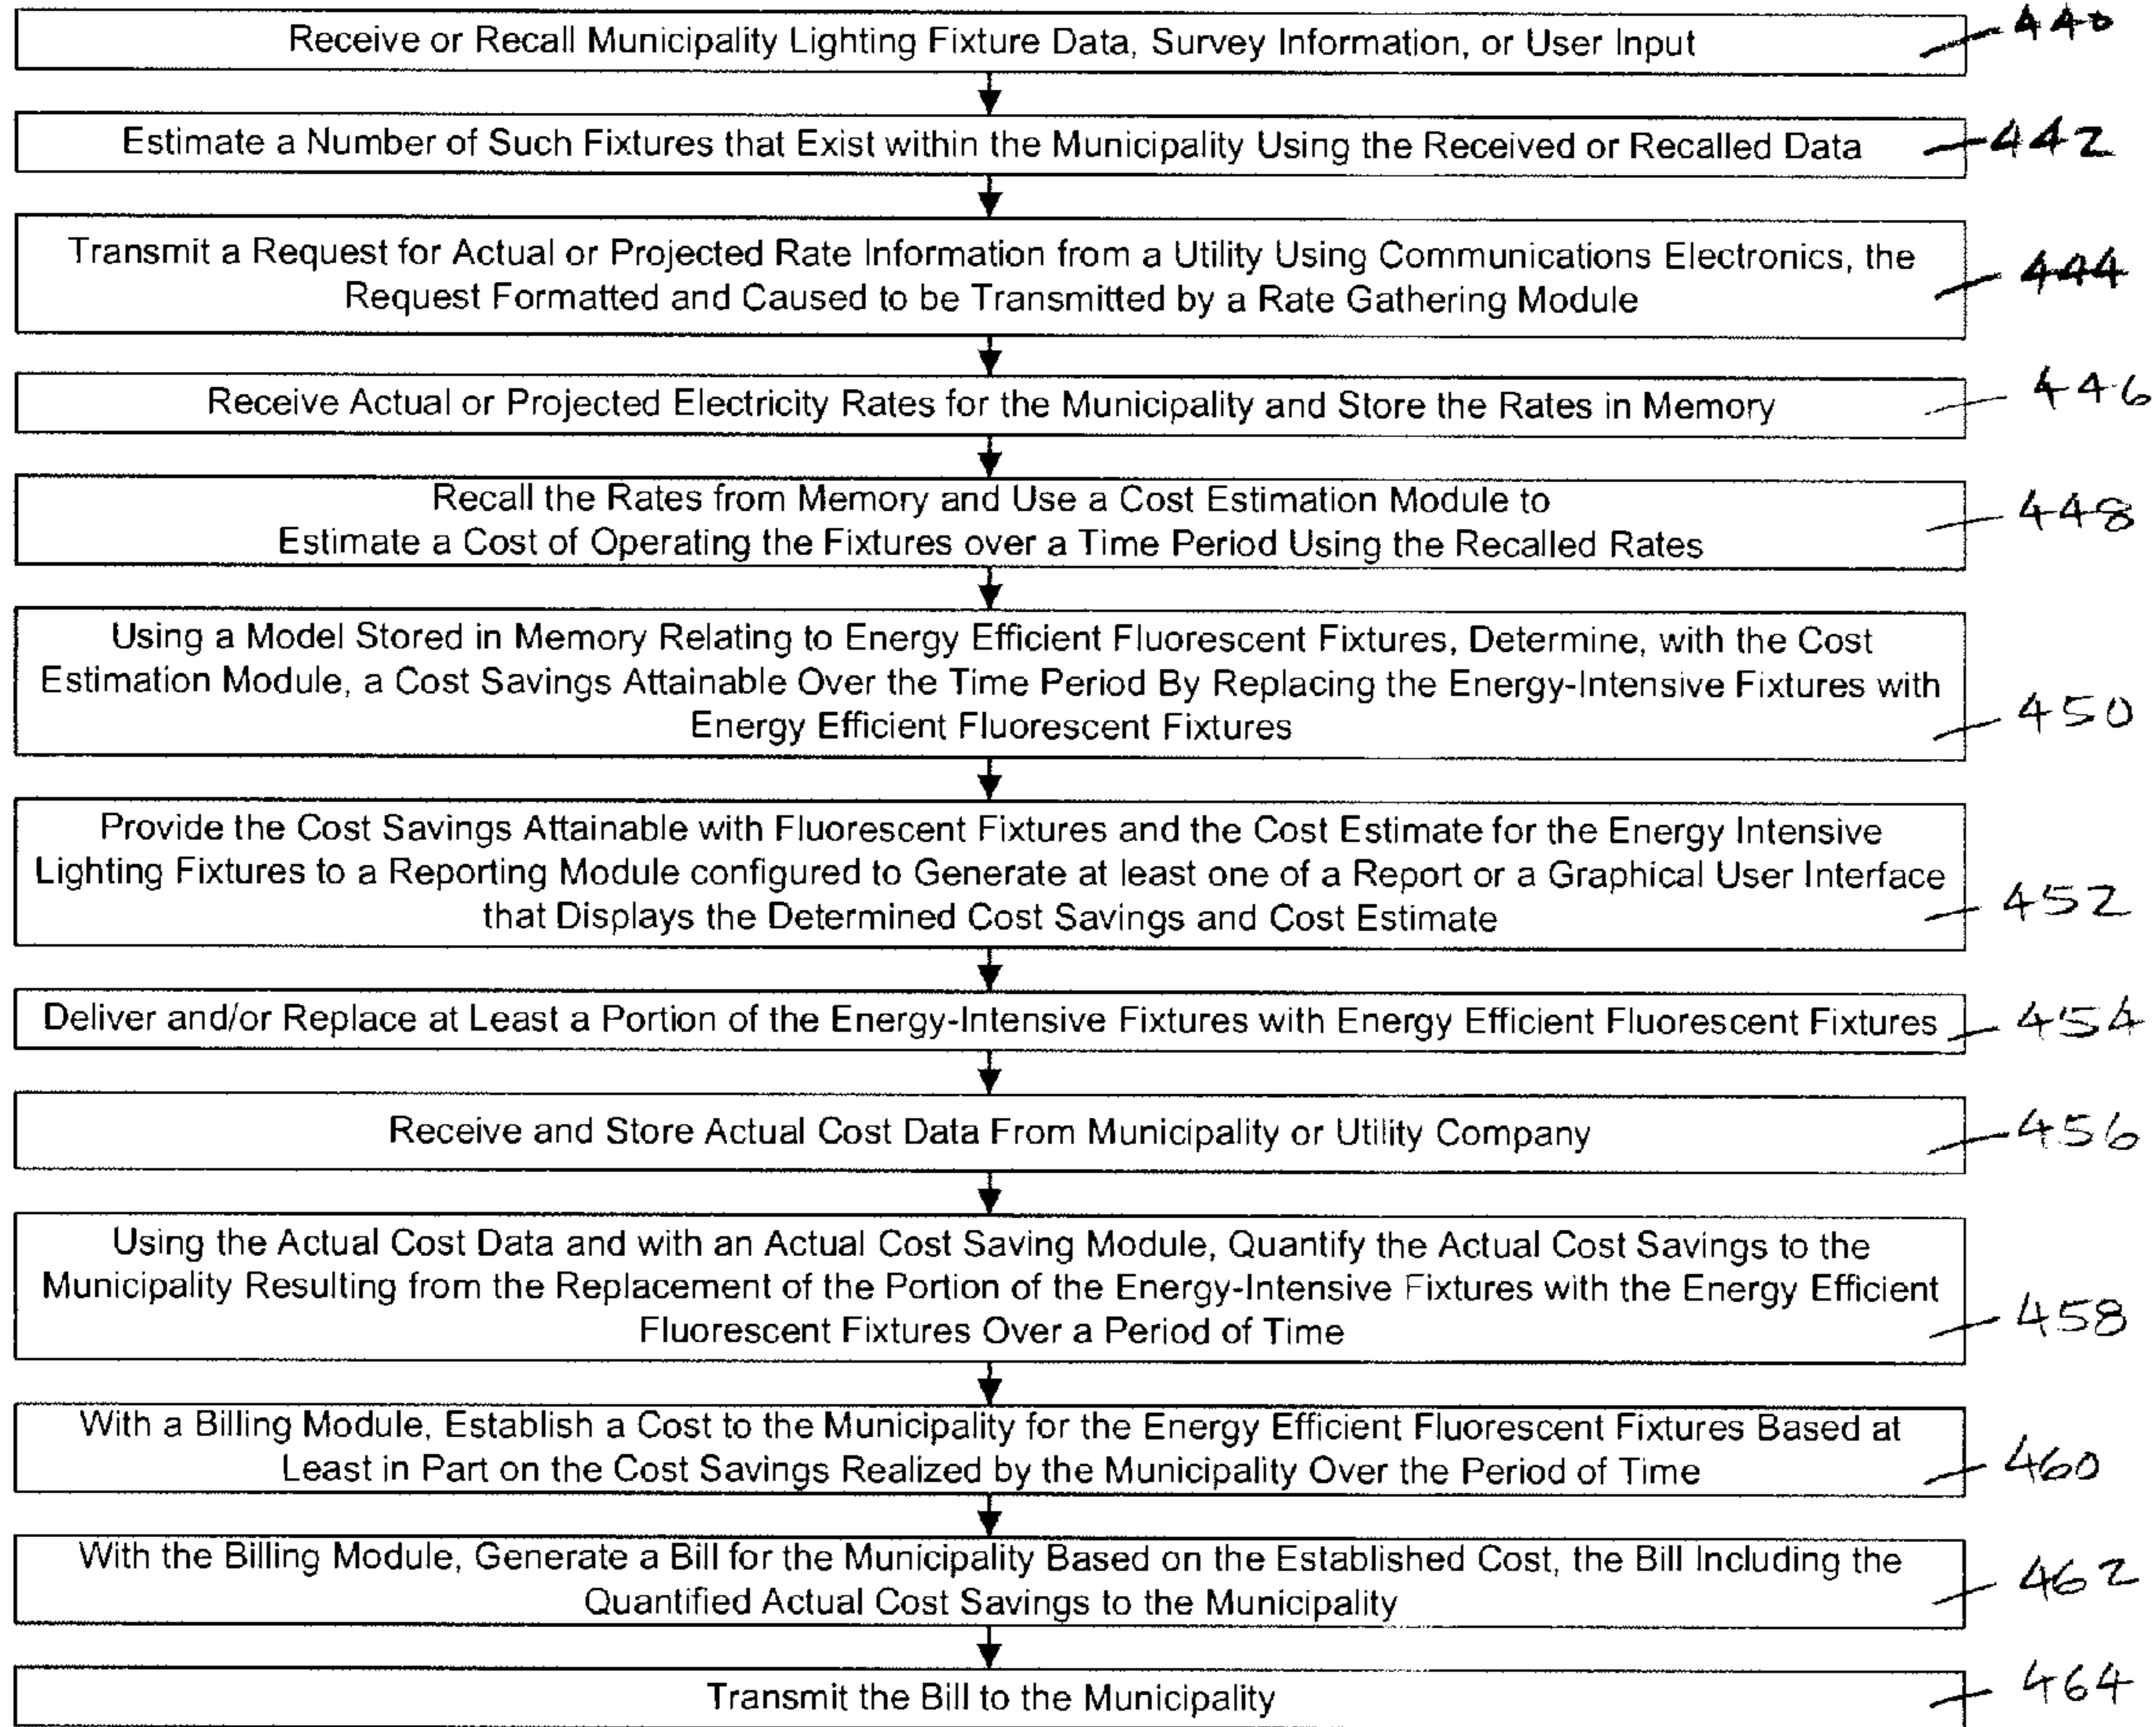 Receive or Recall Municipality Lighting Fixture Data, Survey Information, or User Input
440
Estimate a Number of Such Fixtures that Exist within the Municipality Using the Received or Recalled Data
442
Transmit a Request for Actual or Projected Rate Information from a Utility Using Communications Electronics, the
Request Formatted and Caused to be Transmitted by a Rate Gathering Module
444
Receive Actual or Projected Electricity Rates for the Municipality and Store the Rates in Memory
446
Recall the Rates from Memory and Use a Cost Estimation Module to
Estimate a Cost of Operating the Fixtures over a Time Period Using the Recalled Rates
448
Using a Model Stored in Memory Relating to Energy Efficient Fluorescent Fixtures, Determine, with the Cost
Estimation Module, a Cost Savings Attainable Over the Time Period By Replacing the Energy-Intensive Fixtures with
Energy Efficient Fluorescent Fixtures
450
Provide the Cost Savings Attainable with Fluorescent Fixtures and the Cost Estimate for the Energy Intensive
Lighting Fixtures to a Reporting Module configured to Generate at least one of a Report or a Graphical User Interface
that Displays the Determined Cost Savings and Cost Estimate
452
Deliver and/or Replace at Least a Portion of the Energy-Intensive Fixtures with Energy Efficient Fluorescent Fixtures
454
Receive and Store Actual Cost Data From Municipality or Utility Company
456
Using the Actual Cost Data and with an Actual Cost Saving Module, Quantify the Actual Cost Savings to the
Municipality Resulting from the Replacement of the Portion of the Energy-Intensive Fixtures with the Energy Efficient
Fluorescent Fixtures Over a Period of Time
458
With a Billing Module, Establish a Cost to the Municipality for the Energy Efficient Fluorescent Fixtures Based at
Least in Part on the Cost Savings Realized by the Municipality Over the Period of Time
460
With the Billing Module, Generate a Bill for the Municipality Based on the Established Cost, the Bill Including the
Quantified Actual Cost Savings to the Municipality
462
Transmit the Bill to the Municipality
464